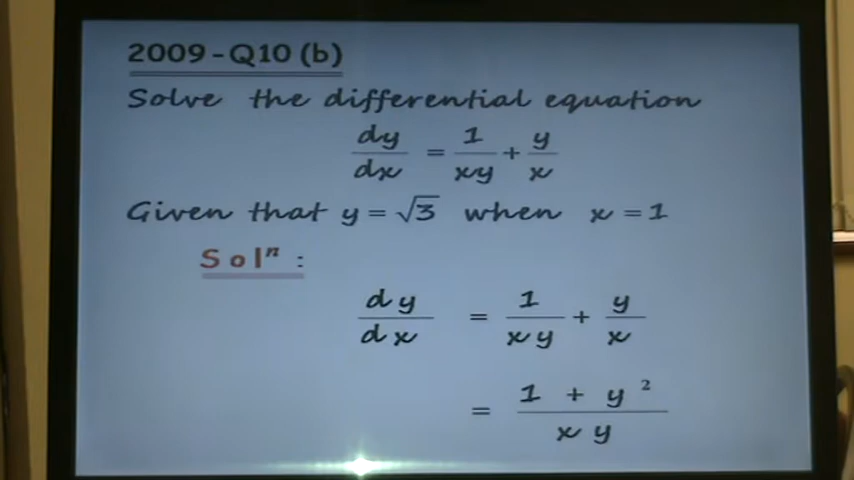 2009 - Q10 (b)
Solve the differential equation
dy/dx = 1/xy + y/x
Given that y = √3 when x = 1
Solⁿ :
dy/dx = 1/xy + y/x
= 1 + y²/xy